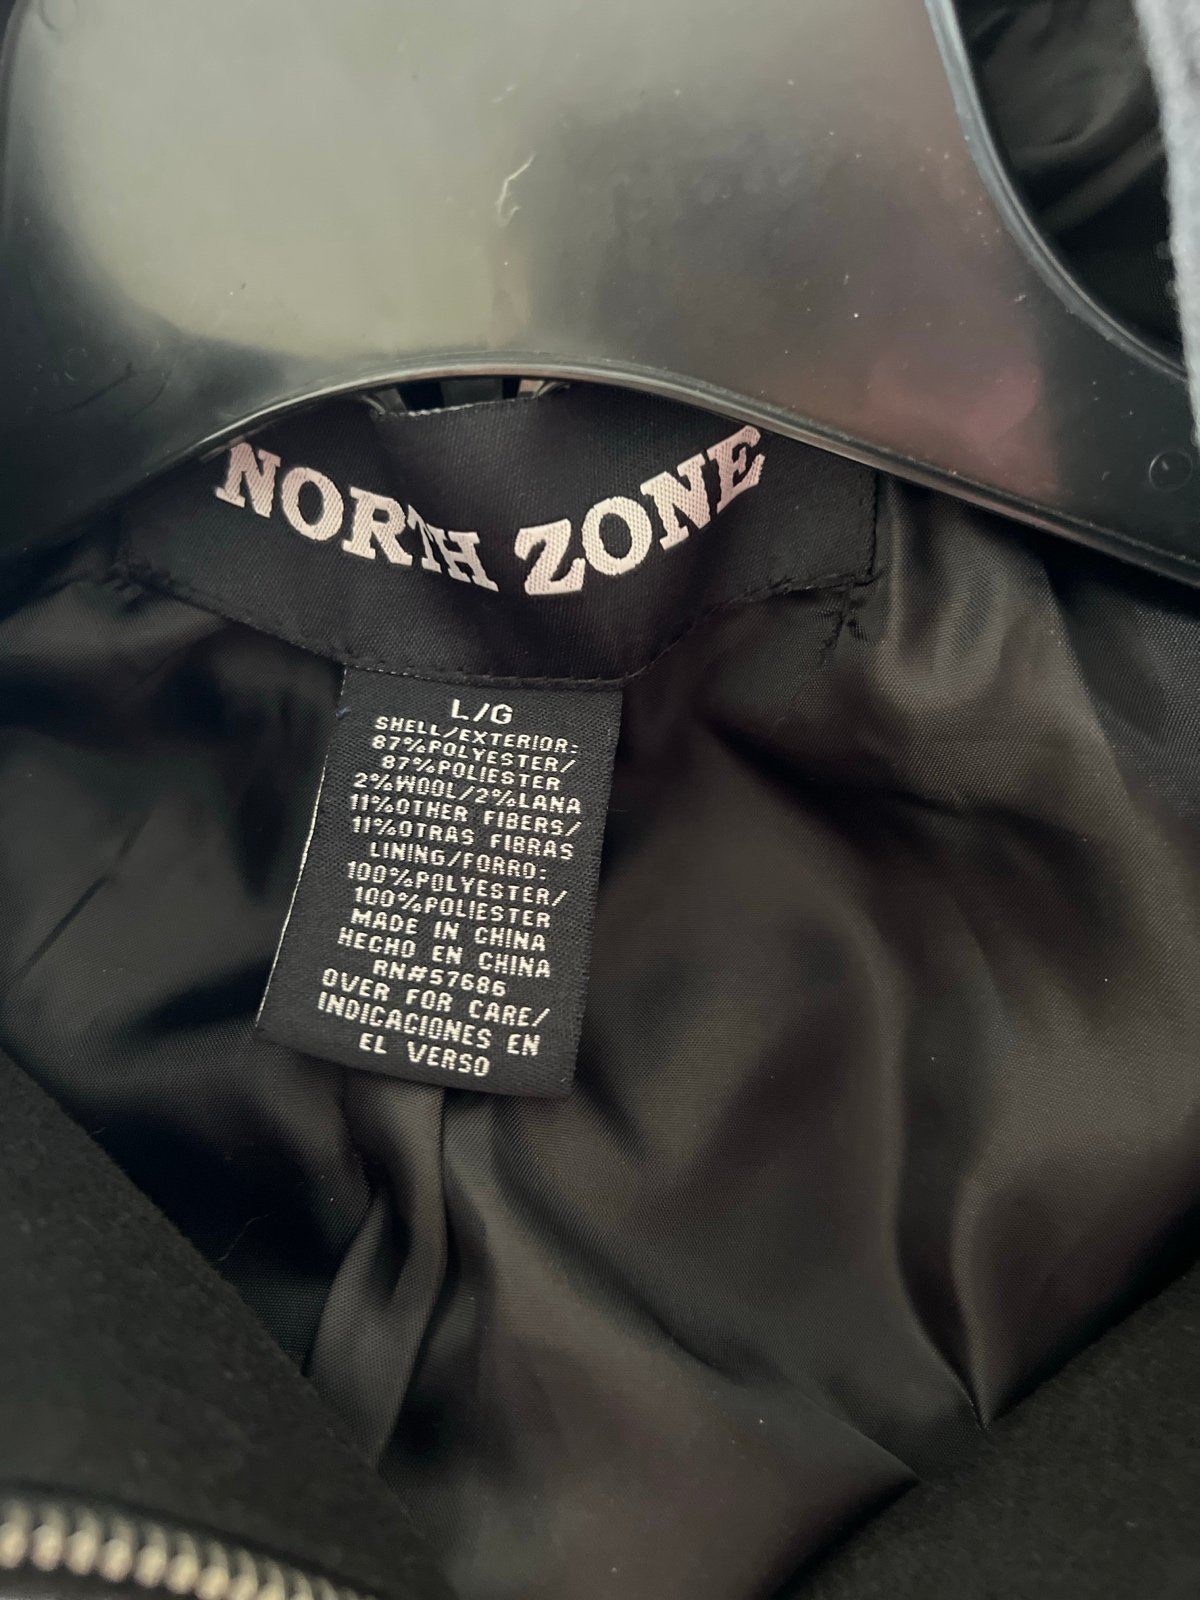 NORTH ZONE
L/G
SHELL/EXTERIOR:
87%POLYESTER/
87%POLIESTER
2%WOOL/2%LANA
11%OTHER FIBERS/
11%OTRAS FIBRAS
LINING/FORRO:
100%POLYESTER/
100%POLIESTER
MADE IN CHINA
HECHO EN CHINA
RN#57686
OVER FOR CARE/
INDICACIONES EN
EL VERSO